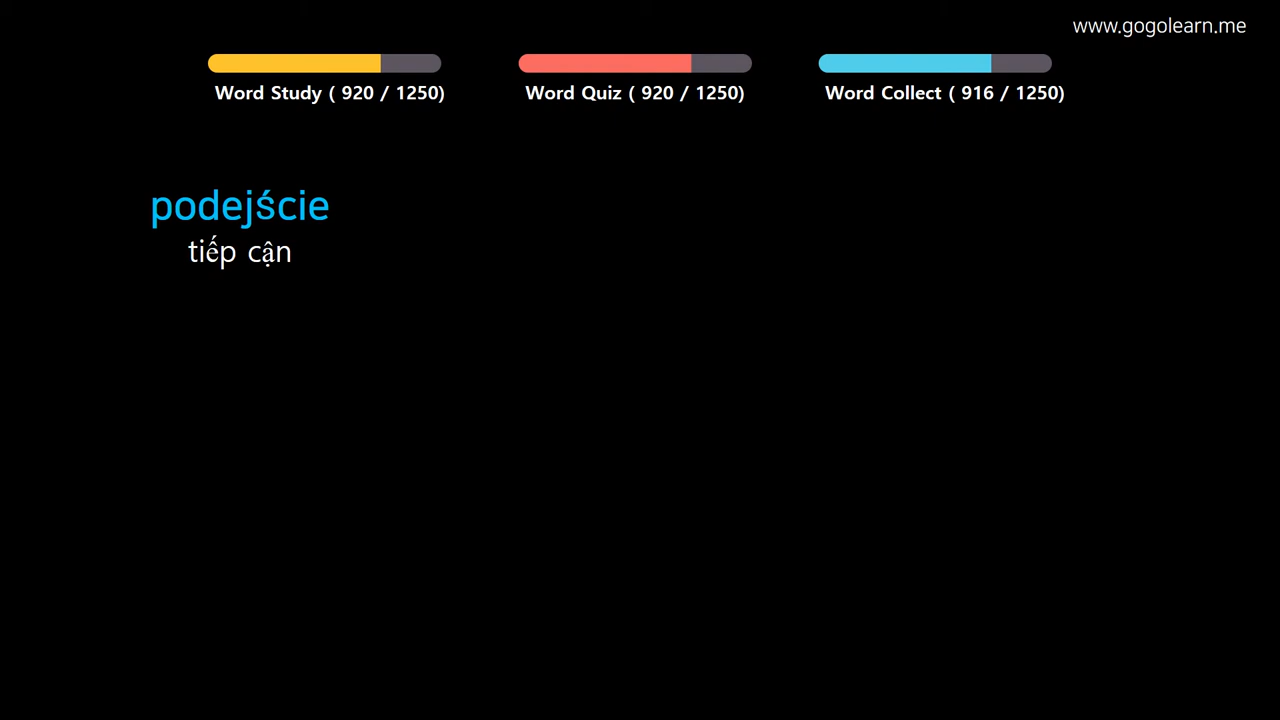 www.gogolearn.me
Word Study ( 920 / 1250)
Word Quiz ( 920 / 1250)
Word Collect ( 916 / 1250)
podejście
tiếp cận